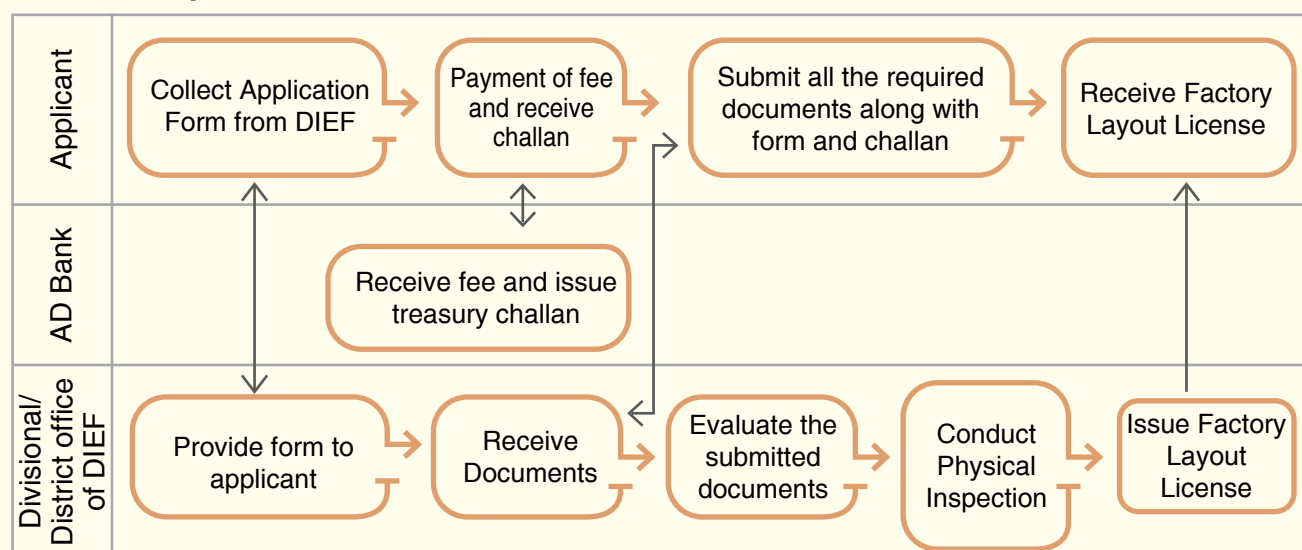 Applicant
Collect Application
Form from DIEF
Payment of fee
and receive
challan
Submit all the required
documents along with
form and challan
Receive Factory
Layout License
AD Bank
Receive fee and issue
treasury challan
Divisional/
District office
of DIEF
Provide form to
applicant
Receive
Documents
Evaluate the
submitted
documents
Conduct
Physical
Inspection
Issue Factory
Layout
License